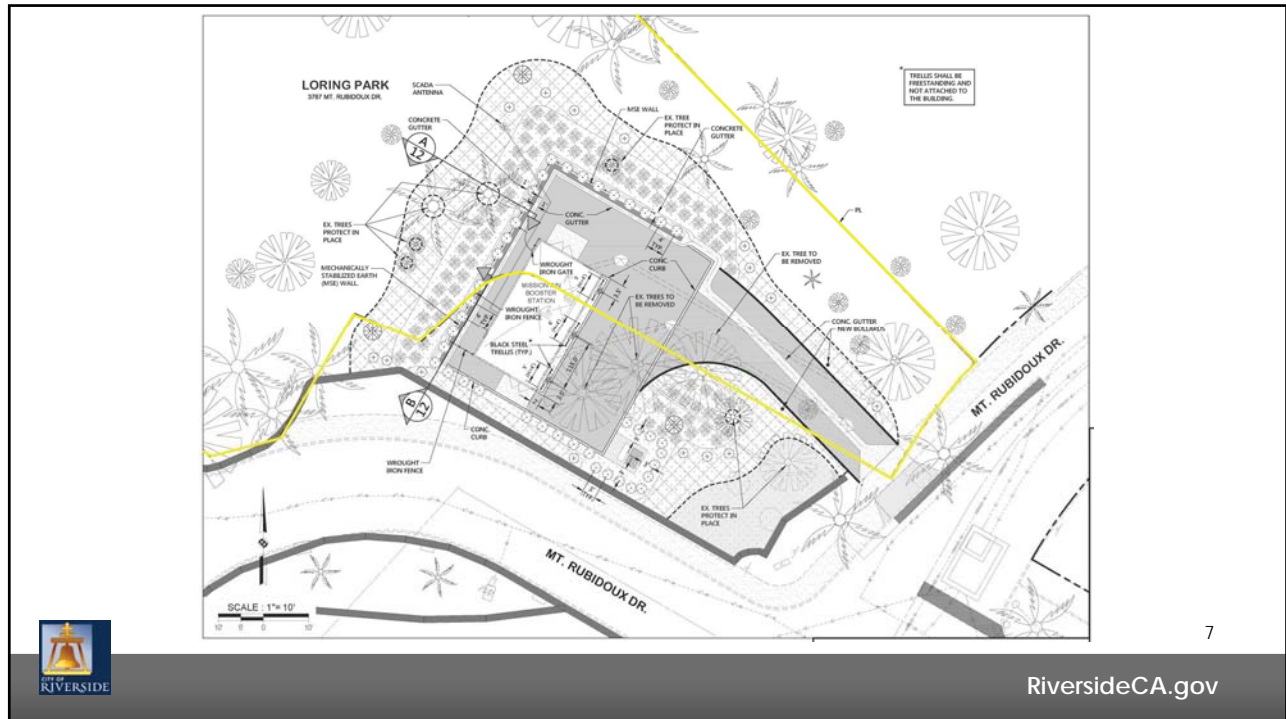 LORING PARK
3787 MT. RUBIDOUX DR.
SCADA
ANTENNA
CONCRETE
GUTTER
MSE WALL
EX. TREE
PROTECT IN
PLACE
CONCRETE
GUTTER
*
TRELLIS SHALL BE
FREESTANDING AND
NOT ATTACHED TO
THE BUILDING.
A
12
EX. TREES
PROTECT IN
PLACE
MECHANICALLY
STABILIZED EARTH
(MSE) WALL.
CONC.
GUTTER
4'
TYP.
PL
WROUGHT
IRON GATE
CONC.
CURB
EX. TREE TO
BE REMOVED
BOOSTER
STATION
EX. TREES TO
BE REMOVED
WROUGHT
IRON FENCE
CONC. GUTTER
NEW BOLLARDS
BLACK STEEL*
TRELLIS (TYP.)
B
12
CONC.
CURB
WROUGHT
IRON FENCE
EX. TREES
PROTECT IN
PLACE
MT. RUBIDOUX DR.
MT. RUBIDOUX DR.
SCALE : 1"= 10'
7
CITY OF
RIVERSIDE
RiversideCA.gov